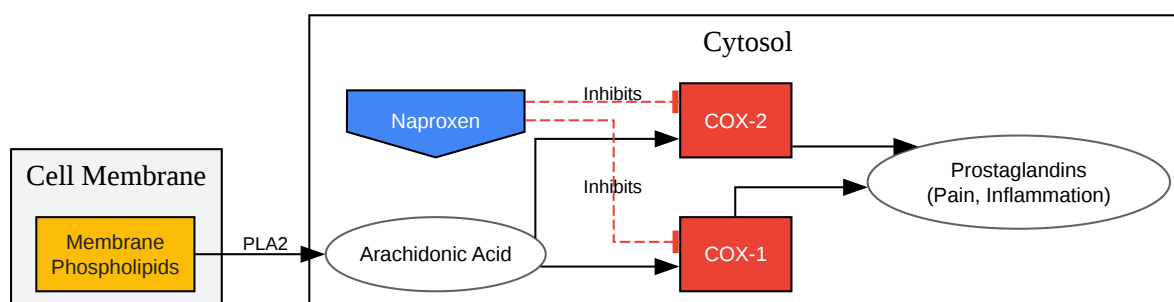 Cytosol
Inhibits
Naproxen
COX-2
Cell Membrane
Prostaglandins
(Pain, Inflammation)
Inhibits
Membrane
Phospholipids
PLA2
Arachidonic Acid
COX-1